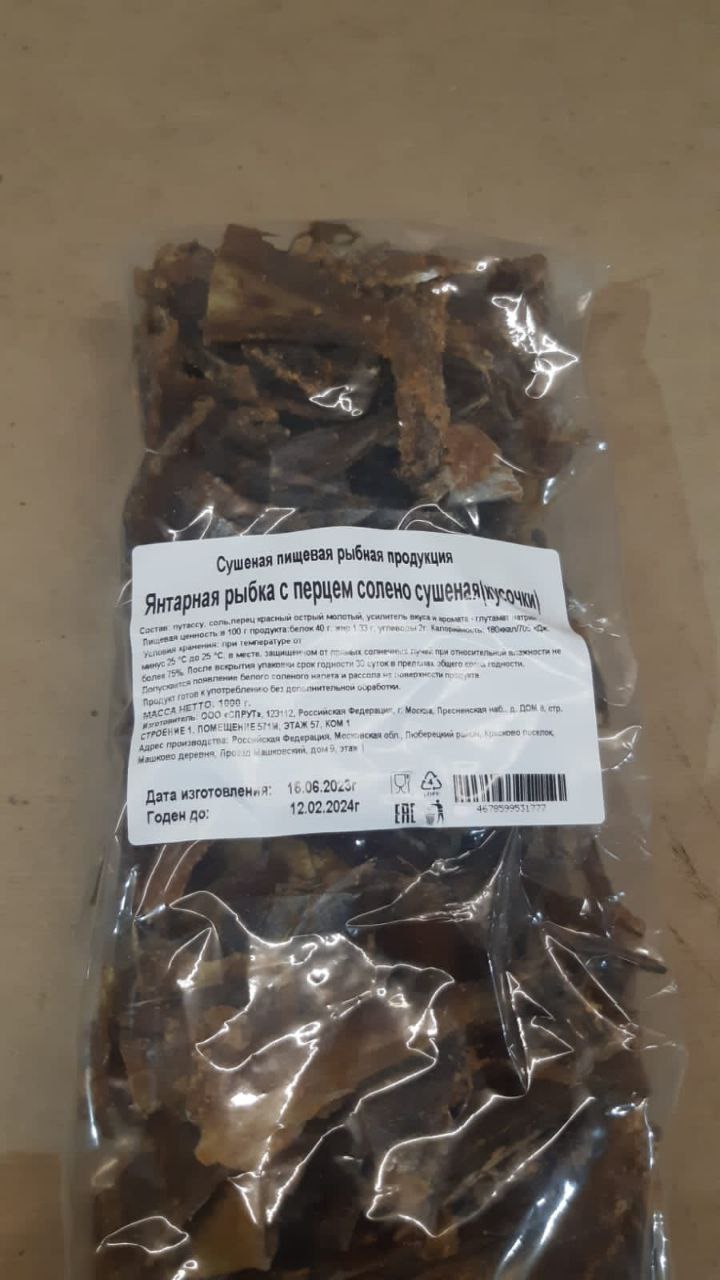 Сушеная пищевая рыбная продукция
Янтарная рыбка с перцем солено сушеная(кусочки)
Состав: путассу, соль,перец красный острый молотый, усилитель вкуса и аромата - глутамат натрия
Пищевая ценность в 100 г продукта:белок 40 г, жир 1.33 г, углеводы 2г. Калорийность: 180ккал/705 кДж.
Условия хранения: при температуре от
минус 25 °C до 25 °C, в месте, защищенном от прямых солнечных лучей при относительной влажности не
более 75%. После вскрытия упаковки срок годности 30 суток в пределах общего срока годности.
Допускается появление белого соленого налета и рассола на поверхности продукта
Продукт готов к употреблению без дополнительной обработки.
МАССА НЕТТО: 1000 г.
Изготовитель: ООО «СПРУТ», 123112, Российская Федерация, г. Москва, Пресненская наб., д. ДОМ 8, стр.
СТРОЕНИЕ 1, ПОМЕЩЕНИЕ 571М, ЭТАЖ 57, КОМ 1
Адрес производства: Российская Федерация, Московская обл., Люберецкий район, Красково поселок,
Машково деревня, Проезд Машковский, дом 9, этаж 1
Дата изготовления: 16.06.2023г
Годен до: 12.02.2024г
4
LDPE
EAC
4678599531777